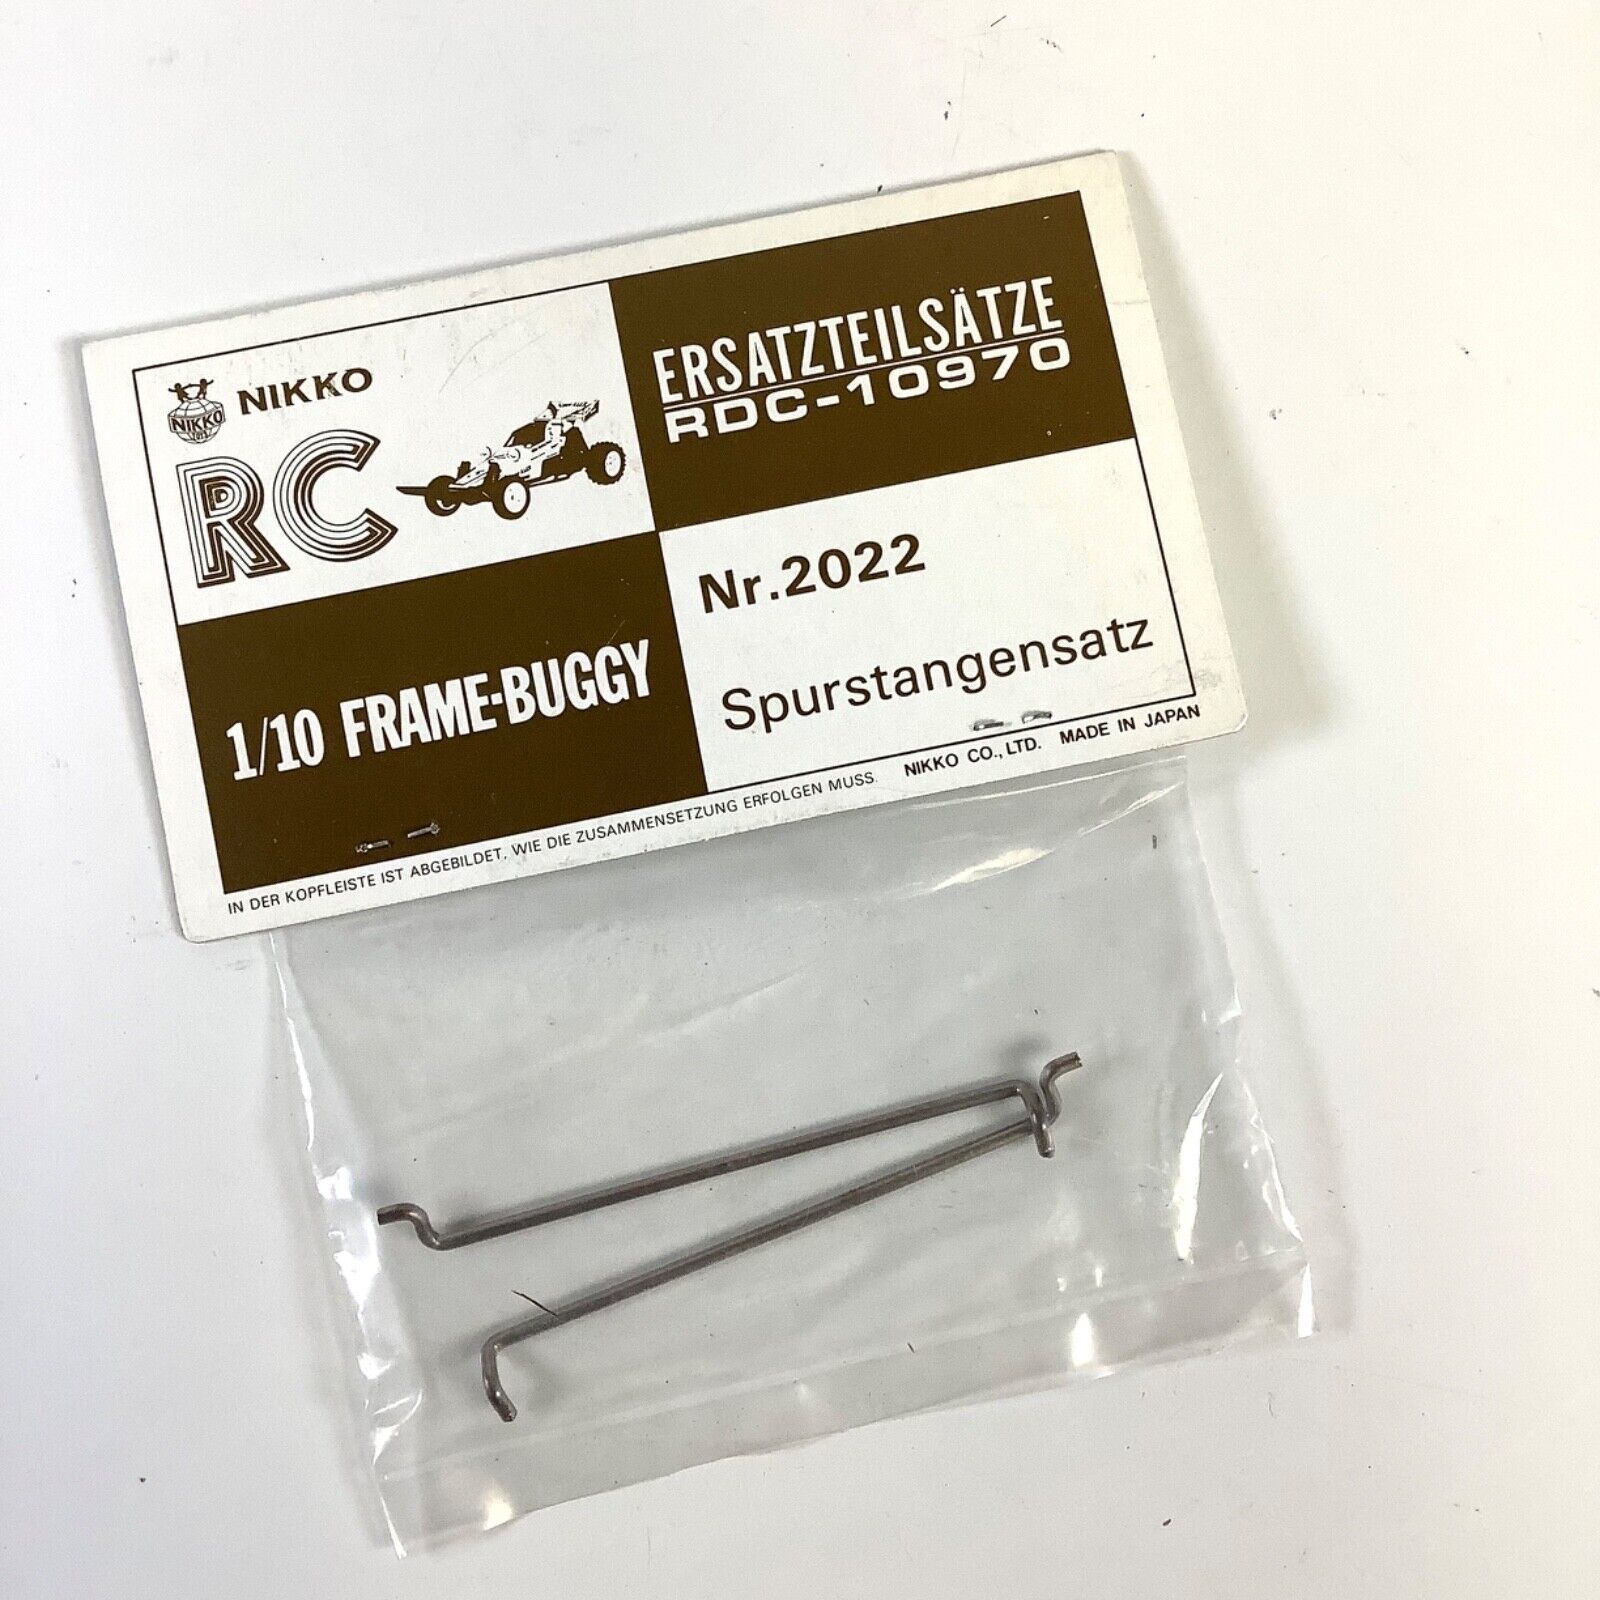 NIKKO
NIKKO
RC
ERSATZTEILSÄTZE
RDC-10970
1/10 FRAME-BUGGY
Nr.2022
Spurstangensatz
IN DER KOPFLEISTE IST ABGEBILDET, WIE DIE ZUSAMMENSETZUNG ERFOLGEN MUSS. NIKKO CO., LTD. MADE IN JAPAN